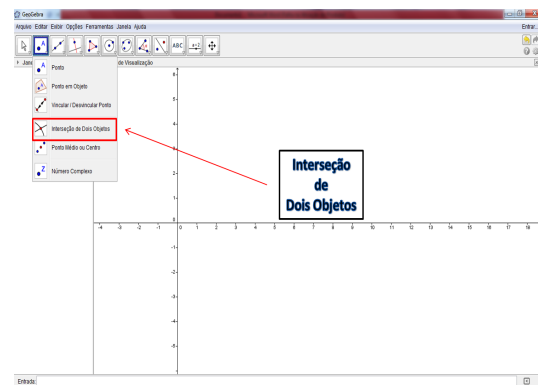 GeoGebra
Arquivo Editar Exibir Opções Ferramentas Janela Ajuda
Entrar...
A
ABC
a=2
de Visualização
A Ponto
Ponto em Objeto
Vincular / Desvincular Ponto
Interseção de Dois Objetos
Ponto Médio ou Centro
Z Número Complexo
Interseção
de
Dois Objetos
6
5
4
3
2
1
0
-4 -3 -2 -1 0 1 2 3 4 5 6 7 8 9 10 11 12 13 14 15 16 17 18
-1
-2
-3
-4
-5
Entrada: